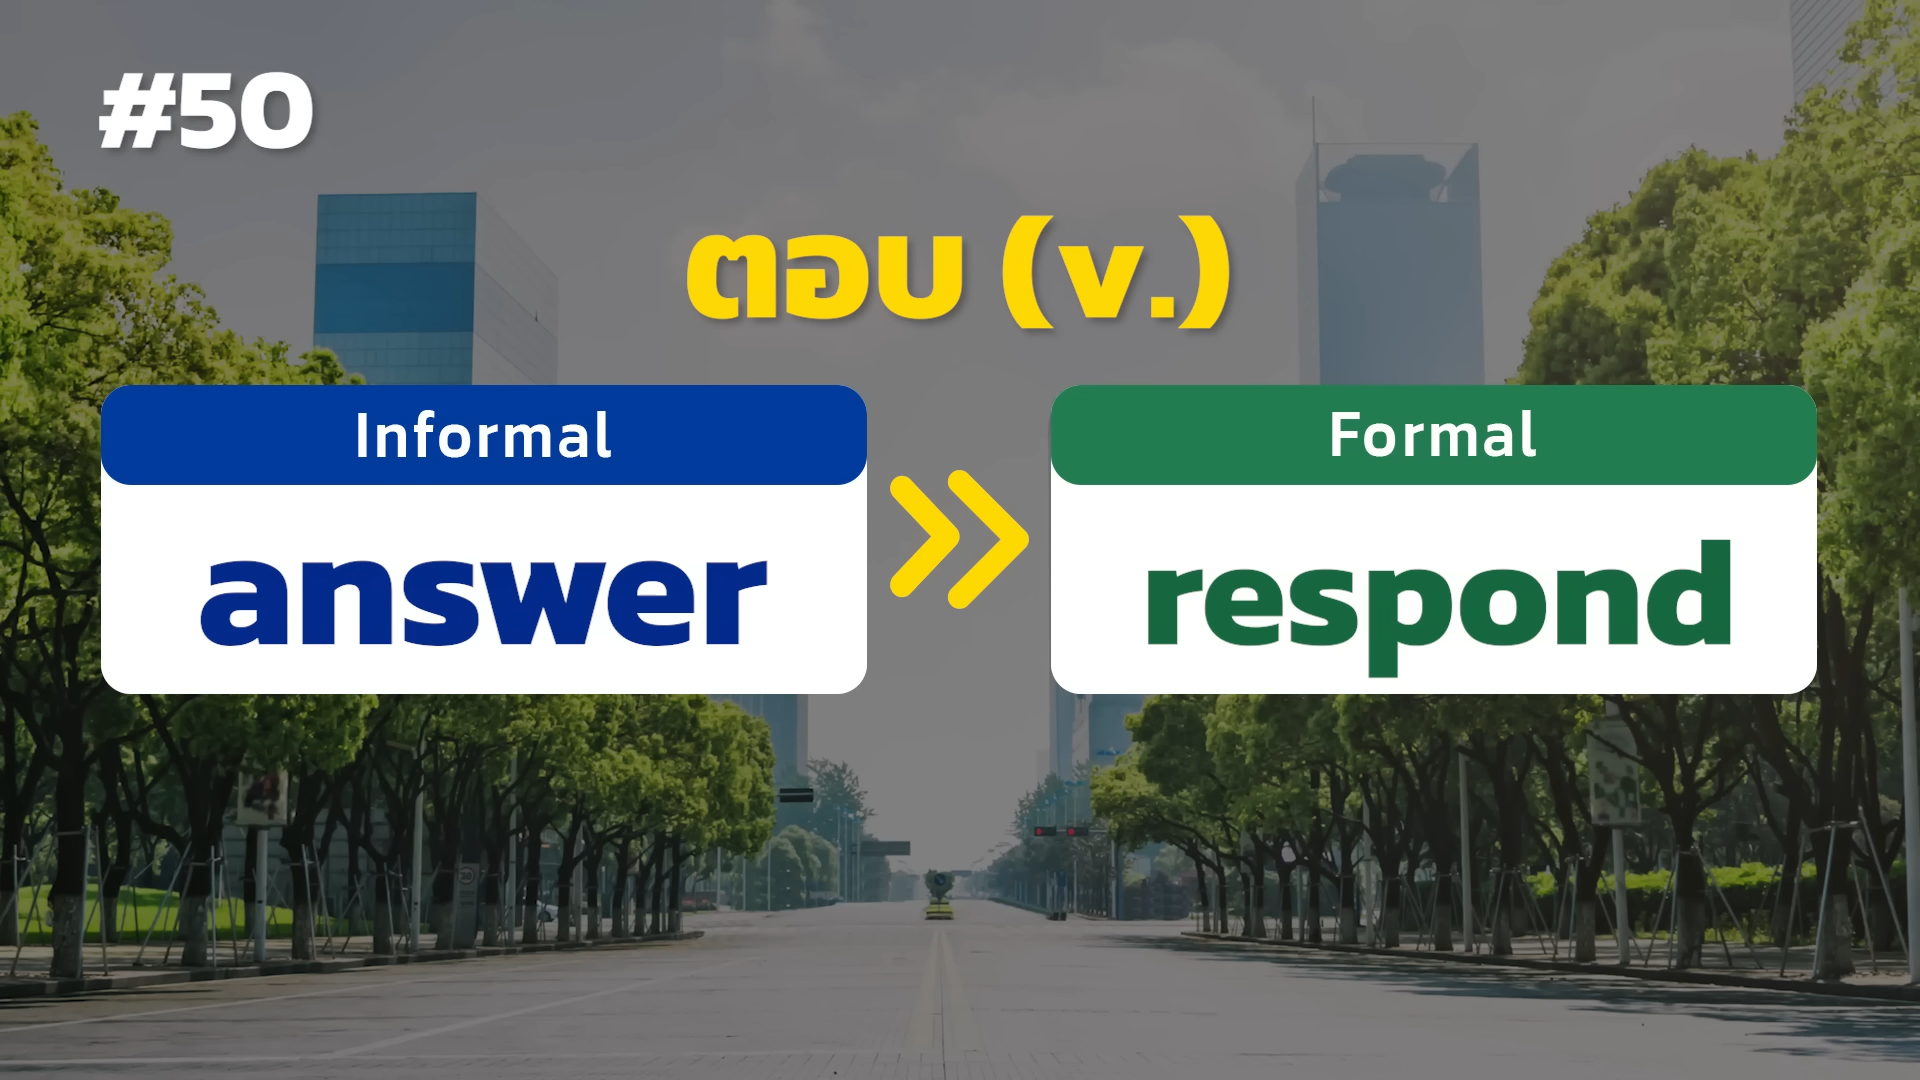 #50
ตอบ (v.)
Informal
answer
Formal
respond